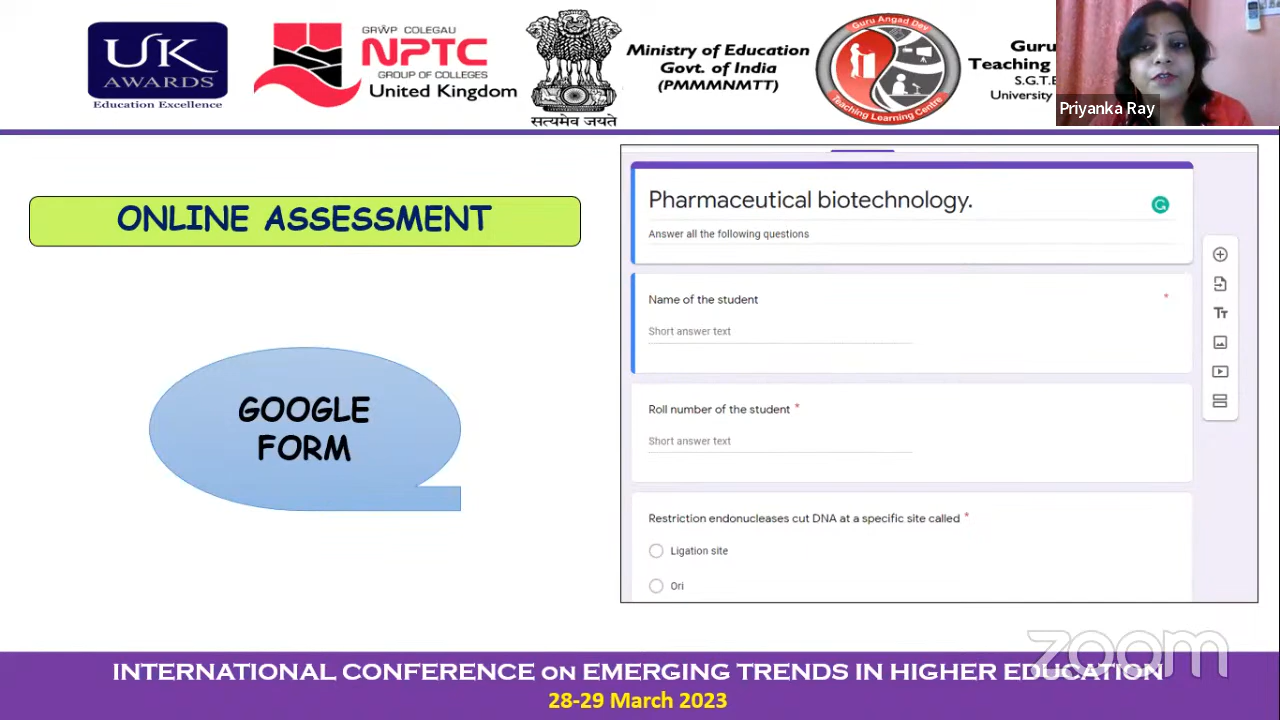 UK
AWARDS
Education Excellence
GRŴP COLEGAU
NPTC
GROUP OF COLLEGES
United Kingdom
सत्यमेव जयते
Ministry of Education
Govt. of India
(PMMMNMTT)
Guru Angad Dev
Teaching Learning Centre
Guru
Teaching
S.G.T.B
University
Priyanka Ray
ONLINE ASSESSMENT
GOOGLE
FORM
Pharmaceutical biotechnology.
Answer all the following questions
Name of the student *
Short answer text
Roll number of the student *
Short answer text
Restriction endonucleases cut DNA at a specific site called *
Ligation site
Ori
Tт
zoom
INTERNATIONAL CONFERENCE ON EMERGING TRENDS IN HIGHER EDUCATION
28-29 March 2023